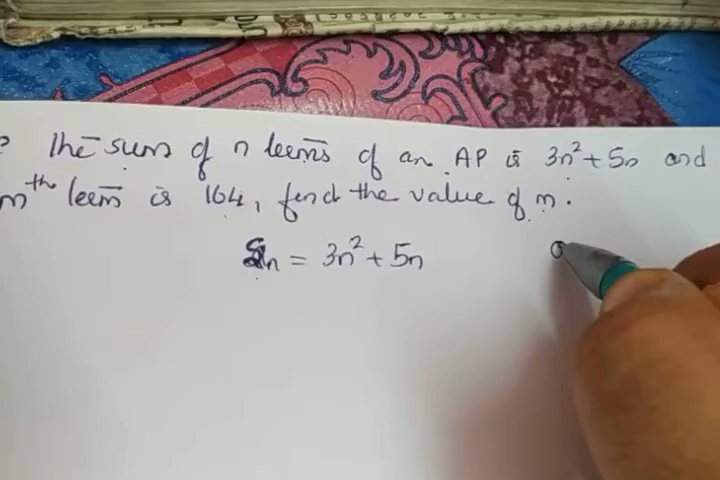 ? The sum of n terms of an AP is 3n² + 5n and
mth term is 164, find the value of m.
Sn = 3n² + 5n